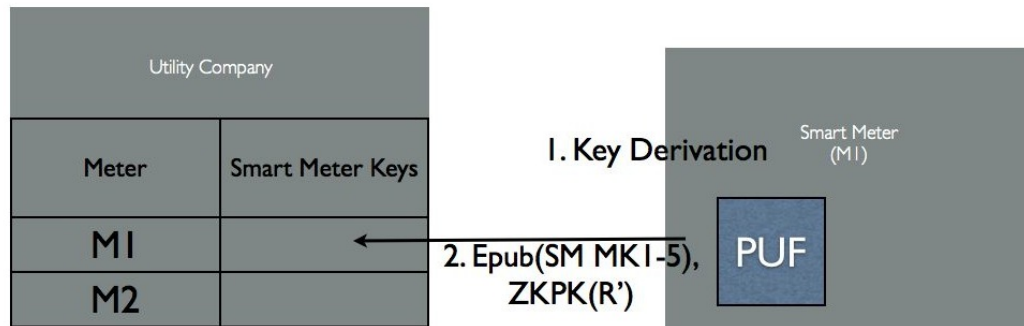 Utility Company
Meter
Smart Meter Keys
M1
M2
1. Key Derivation
2. Epub(SM MK1-5),
ZKPK(R')
Smart Meter
(M1)
PUF